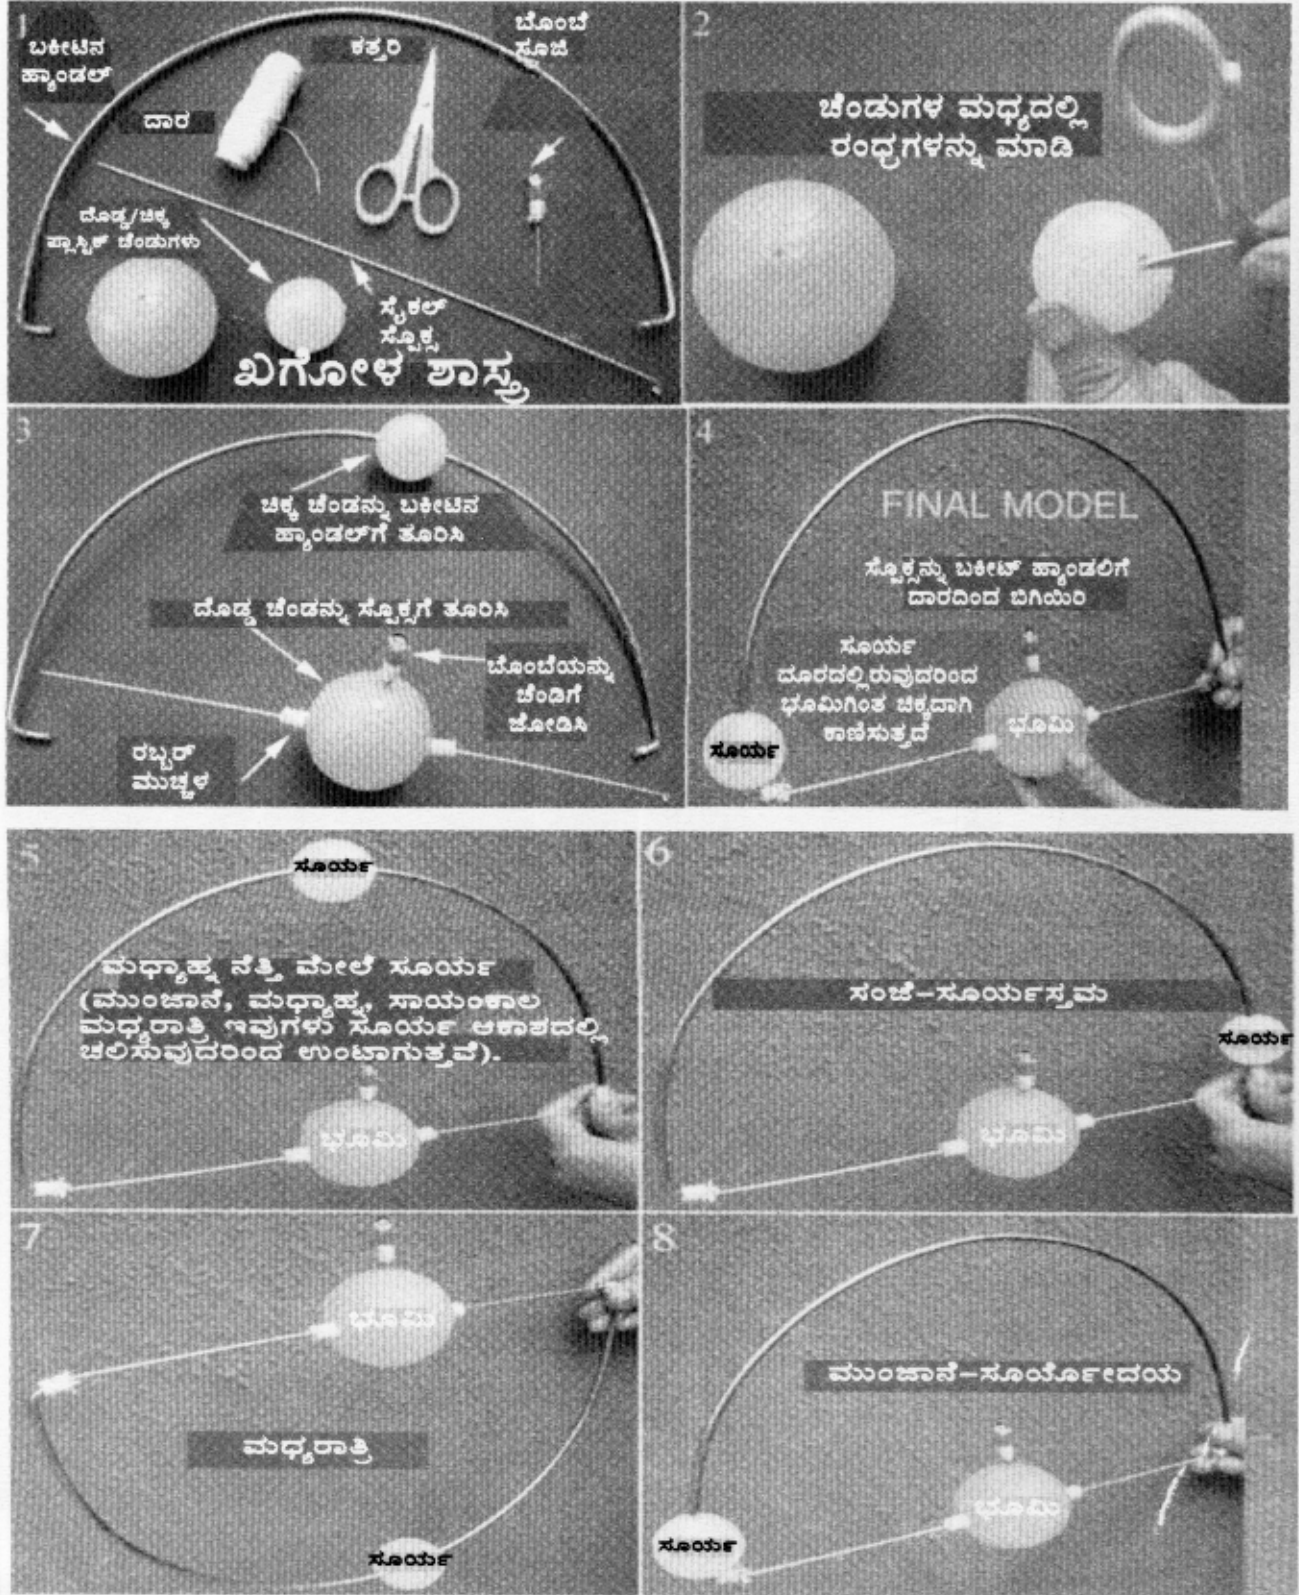 1
ಬಕೀಟಿನ
ಹ್ಯಾಂಡಲ್
ದಾರ
ಕತ್ತರಿ
ಬೊಂಬೆ
ಸೂಜಿ
ದೊಡ್ಡ/ಚಿಕ್ಕ
ಪ್ಲಾಸ್ಟಿಕ್ ಚೆಂಡುಗಳು
ಸೈಕಲ್
ಸ್ಪೊಕ್ಸ
ಖಗೋಳ ಶಾಸ್ತ್ರ
2
ಚೆಂಡುಗಳ ಮಧ್ಯದಲ್ಲಿ
ರಂಧ್ರಗಳನ್ನು ಮಾಡಿ
3
ಚಿಕ್ಕ ಚೆಂಡನ್ನು ಬಕೀಟಿನ
ಹ್ಯಾಂಡಲ್‌ಗೆ ತೂರಿಸಿ
ದೊಡ್ಡ ಚೆಂಡನ್ನು ಸ್ಪೊಕ್ಸಗೆ ತೂರಿಸಿ
ಬೊಂಬೆಯನ್ನು
ಚೆಂಡಿಗೆ
ಜೋಡಿಸಿ
ರಬ್ಬರ್
ಮುಚ್ಚಳ
4
FINAL MODEL
ಸ್ಪೊಕ್ಸನ್ನು ಬಕೀಟ್ ಹ್ಯಾಂಡಲಿಗೆ
ದಾರದಿಂದ ಬಿಗಿಯಿರಿ
ಸೂರ್ಯ
ದೂರದಲ್ಲಿರುವುದರಿಂದ
ಭೂಮಿಗಿಂತ ಚಿಕ್ಕದಾಗಿ
ಕಾಣಿಸುತ್ತದೆ
ಸೂರ್ಯ
ಭೂಮಿ
5
ಸೂರ್ಯ
ಮಧ್ಯಾಹ್ನ ನೆತ್ತಿ ಮೇಲೆ ಸೂರ್ಯ
(ಮುಂಜಾನೆ, ಮಧ್ಯಾಹ್ನ, ಸಾಯಂಕಾಲ
ಮಧ್ಯರಾತ್ರಿ ಇವುಗಳು ಸೂರ್ಯ ಆಕಾಶದಲ್ಲಿ
ಚಲಿಸುವುದರಿಂದ ಉಂಟಾಗುತ್ತವೆ).
ಭೂಮಿ
6
ಸಂಜೆ-ಸೂರ್ಯಸ್ತಮ
ಸೂರ್ಯ
ಭೂಮಿ
7
ಭೂಮಿ
ಮಧ್ಯರಾತ್ರಿ
ಸೂರ್ಯ
8
ಮುಂಜಾನೆ-ಸೂರ್ಯೋದಯ
ಭೂಮಿ
ಸೂರ್ಯ